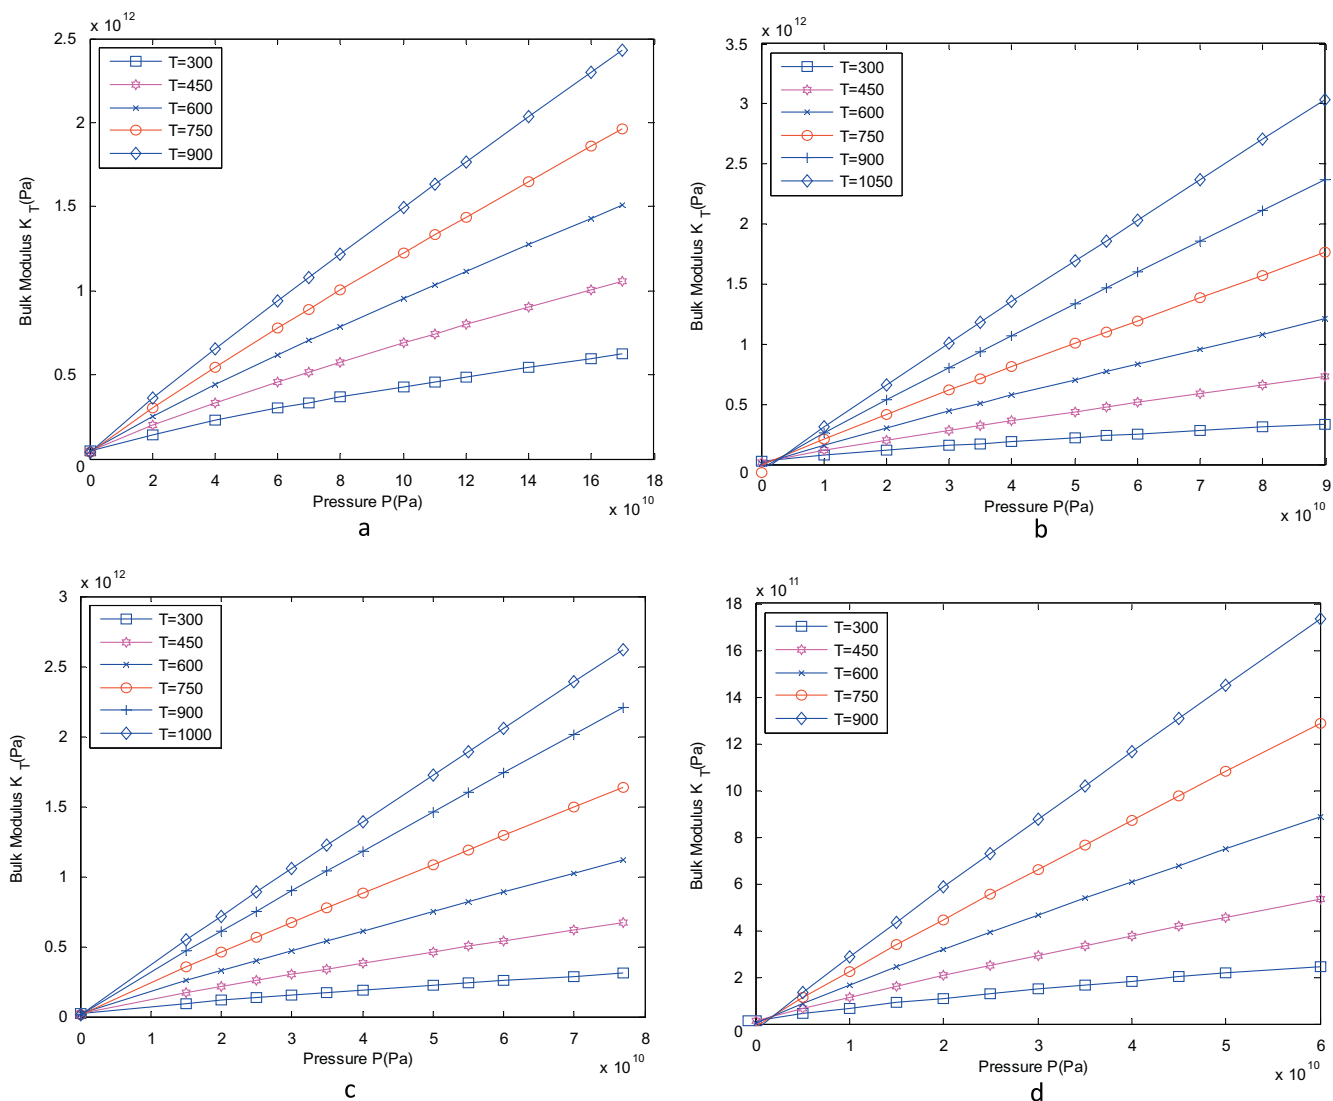 x 10^12
2.5
2
1.5
1
0.5
0
Bulk Modulus K_T(Pa)
T=300
T=450
T=600
T=750
T=900
0 2 4 6 8 10 12 14 16 18
Pressure P(Pa)
x 10^10
a
x 10^12
3.5
3
2.5
2
1.5
1
0.5
0
Bulk Modulus K_T(Pa)
T=300
T=450
T=600
T=750
T=900
T=1050
0 1 2 3 4 5 6 7 8 9
Pressure P(Pa)
x 10^10
b
x 10^12
3
2.5
2
1.5
1
0.5
0
Bulk Modulus K_T(Pa)
T=300
T=450
T=600
T=750
T=900
T=1000
0 1 2 3 4 5 6 7 8
Pressure P(Pa)
x 10^10
c
x 10^11
18
16
14
12
10
8
6
4
2
0
Bulk Modulus K_T(Pa)
T=300
T=450
T=600
T=750
T=900
0 1 2 3 4 5 6
Pressure P(Pa)
x 10^10
d